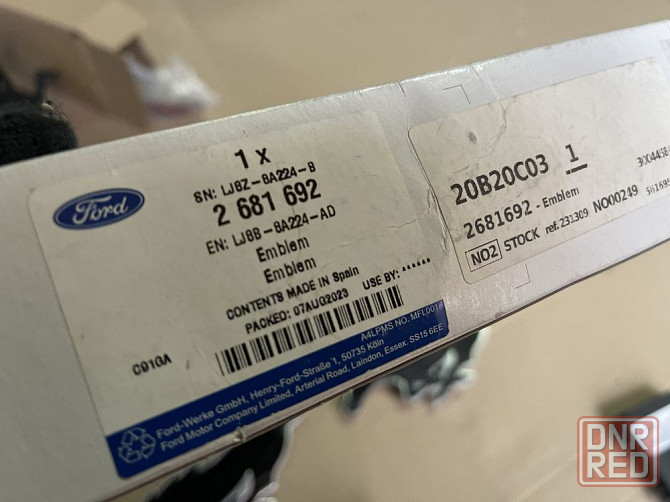 Ford
1 x
SN: LJ8Z-8A224-B
2 681 692
EN: LJ8B-8A224-AD
Emblem
Emblem
CONTENTS MADE IN Spain
PACKED: 07AUG2023 USE BY: ******
C910A
A4LPMS NO. MFL001#
Ford-Werke GmbH, Henry-Ford-Straße 1, 50735 Köln
Ford Motor Company Limited, Arterial Road, Laindon, Essex. SS15 6EE
20B20C03 1
2681692 - Emblem
NO2 STOCK ref:231309 NO00249
DNR
RED